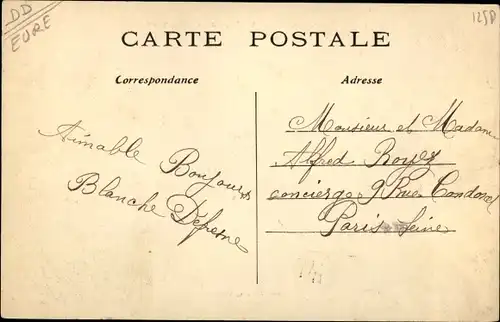 DD
EURE
1258
CARTE POSTALE
Correspondance
Adresse
Aimable Bonjour
Blanche
Monsieur et Madame
Alfred Royez
concierge 9 Rue
Paris Seine